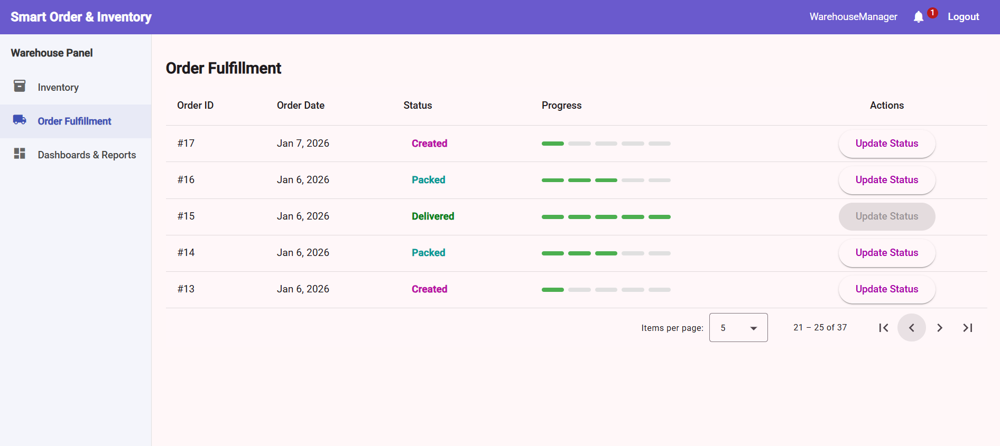 Smart Order & Inventory
WarehouseManager
1
Logout
Warehouse Panel
Inventory
Order Fulfillment
Dashboards & Reports
Order Fulfillment
Order ID Order Date Status Progress Actions
#17 Jan 7, 2026 Created Update Status
#16 Jan 6, 2026 Packed Update Status
#15 Jan 6, 2026 Delivered Update Status
#14 Jan 6, 2026 Packed Update Status
#13 Jan 6, 2026 Created Update Status
Items per page: 5 21 – 25 of 37